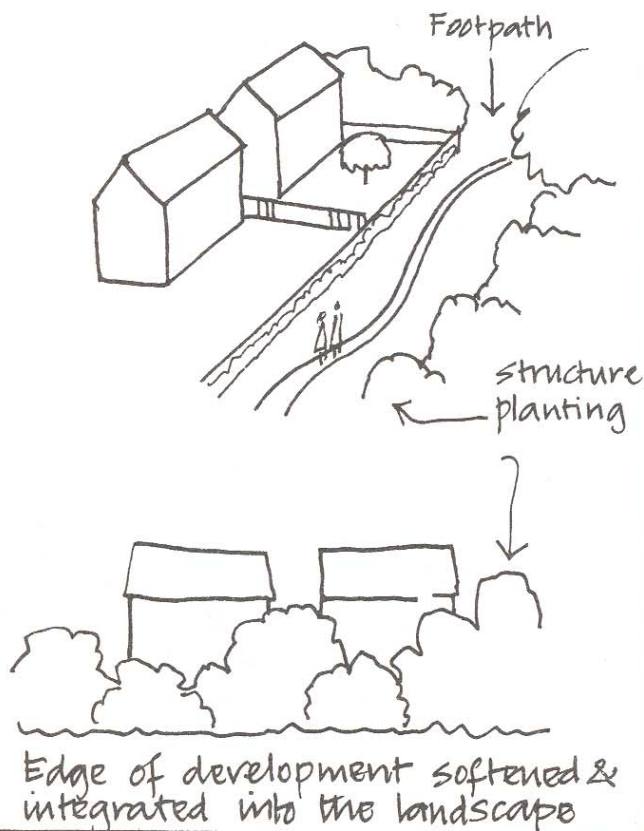 Footpath
structure
planting
Edge of development softened &
integrated into the landscape